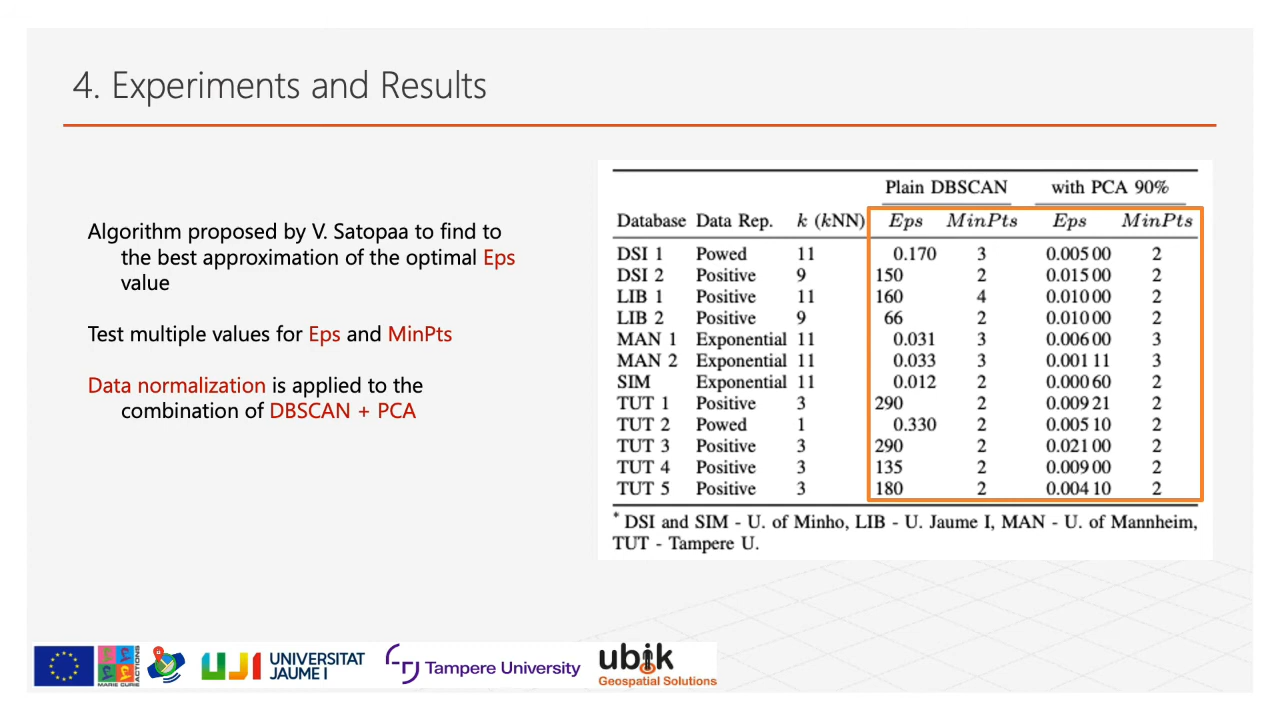 4. Experiments and Results
Algorithm proposed by V. Satopaa to find to
the best approximation of the optimal Eps
value
Test multiple values for Eps and MinPts
Data normalization is applied to the
combination of DBSCAN + PCA
Plain DBSCAN with PCA 90%
Database Data Rep. k (kNN) Eps MinPts Eps MinPts
DSI 1 Powed 11 0.170 3 0.005 00 2
DSI 2 Positive 9 150 2 0.015 00 2
LIB 1 Positive 11 160 4 0.010 00 2
LIB 2 Positive 9 66 2 0.010 00 2
MAN 1 Exponential 11 0.031 3 0.006 00 3
MAN 2 Exponential 11 0.033 3 0.001 11 3
SIM Exponential 11 0.012 2 0.000 60 2
TUT 1 Positive 3 290 2 0.009 21 2
TUT 2 Powed 1 0.330 2 0.005 10 2
TUT 3 Positive 3 290 2 0.021 00 2
TUT 4 Positive 3 135 2 0.009 00 2
TUT 5 Positive 3 180 2 0.004 10 2
* DSI and SIM - U. of Minho, LIB - U. Jaume I, MAN - U. of Mannheim,
TUT - Tampere U.
MARIE CURIE ACTIONS
UJI UNIVERSITAT
JAUME I
Tampere University
ubik
Geospatial Solutions